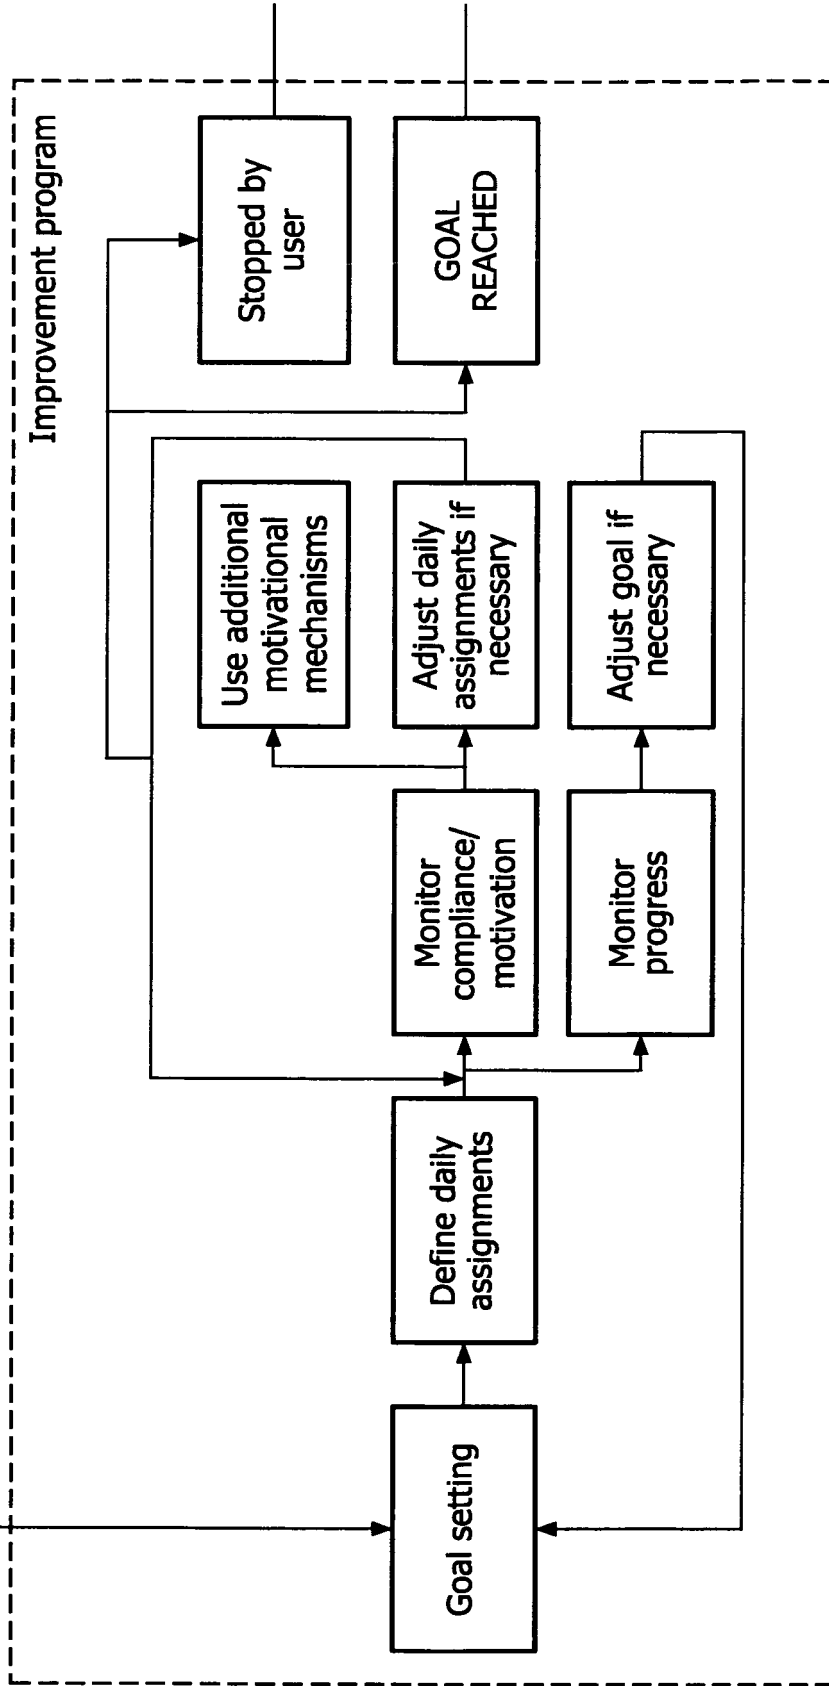 Improvement program
Goal setting
Define daily
assignments
Monitor
compliance/
motivation
Monitor
progress
Use additional
motivational
mechanisms
Adjust daily
assignments if
necessary
Adjust goal if
necessary
Stopped by
user
GOAL
REACHED